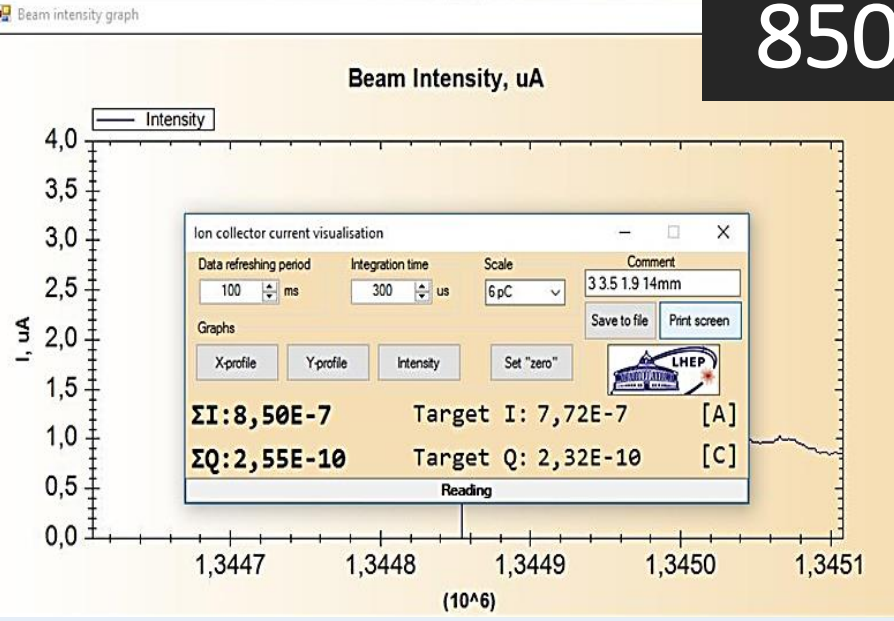 Beam intensity graph
850
Beam Intensity, uA
Intensity
4,0
3,5
3,0
2,5
2,0
1,5
1,0
0,5
0,0
I, uA
Ion collector current visualisation
Data refreshing period
Integration time
Scale
Comment
100 ms
300 us
6 pC
3 3.5 1.9 14mm
Save to file
Print screen
Graphs
X-profile
Y-profile
Intensity
Set "zero"
LHEP
ΣI:8,50E-7 Target I: 7,72E-7 [A]
ΣQ:2,55E-10 Target Q: 2,32E-10 [C]
Reading
1,3447 1,3448 1,3449 1,3450 1,3451
(10^6)